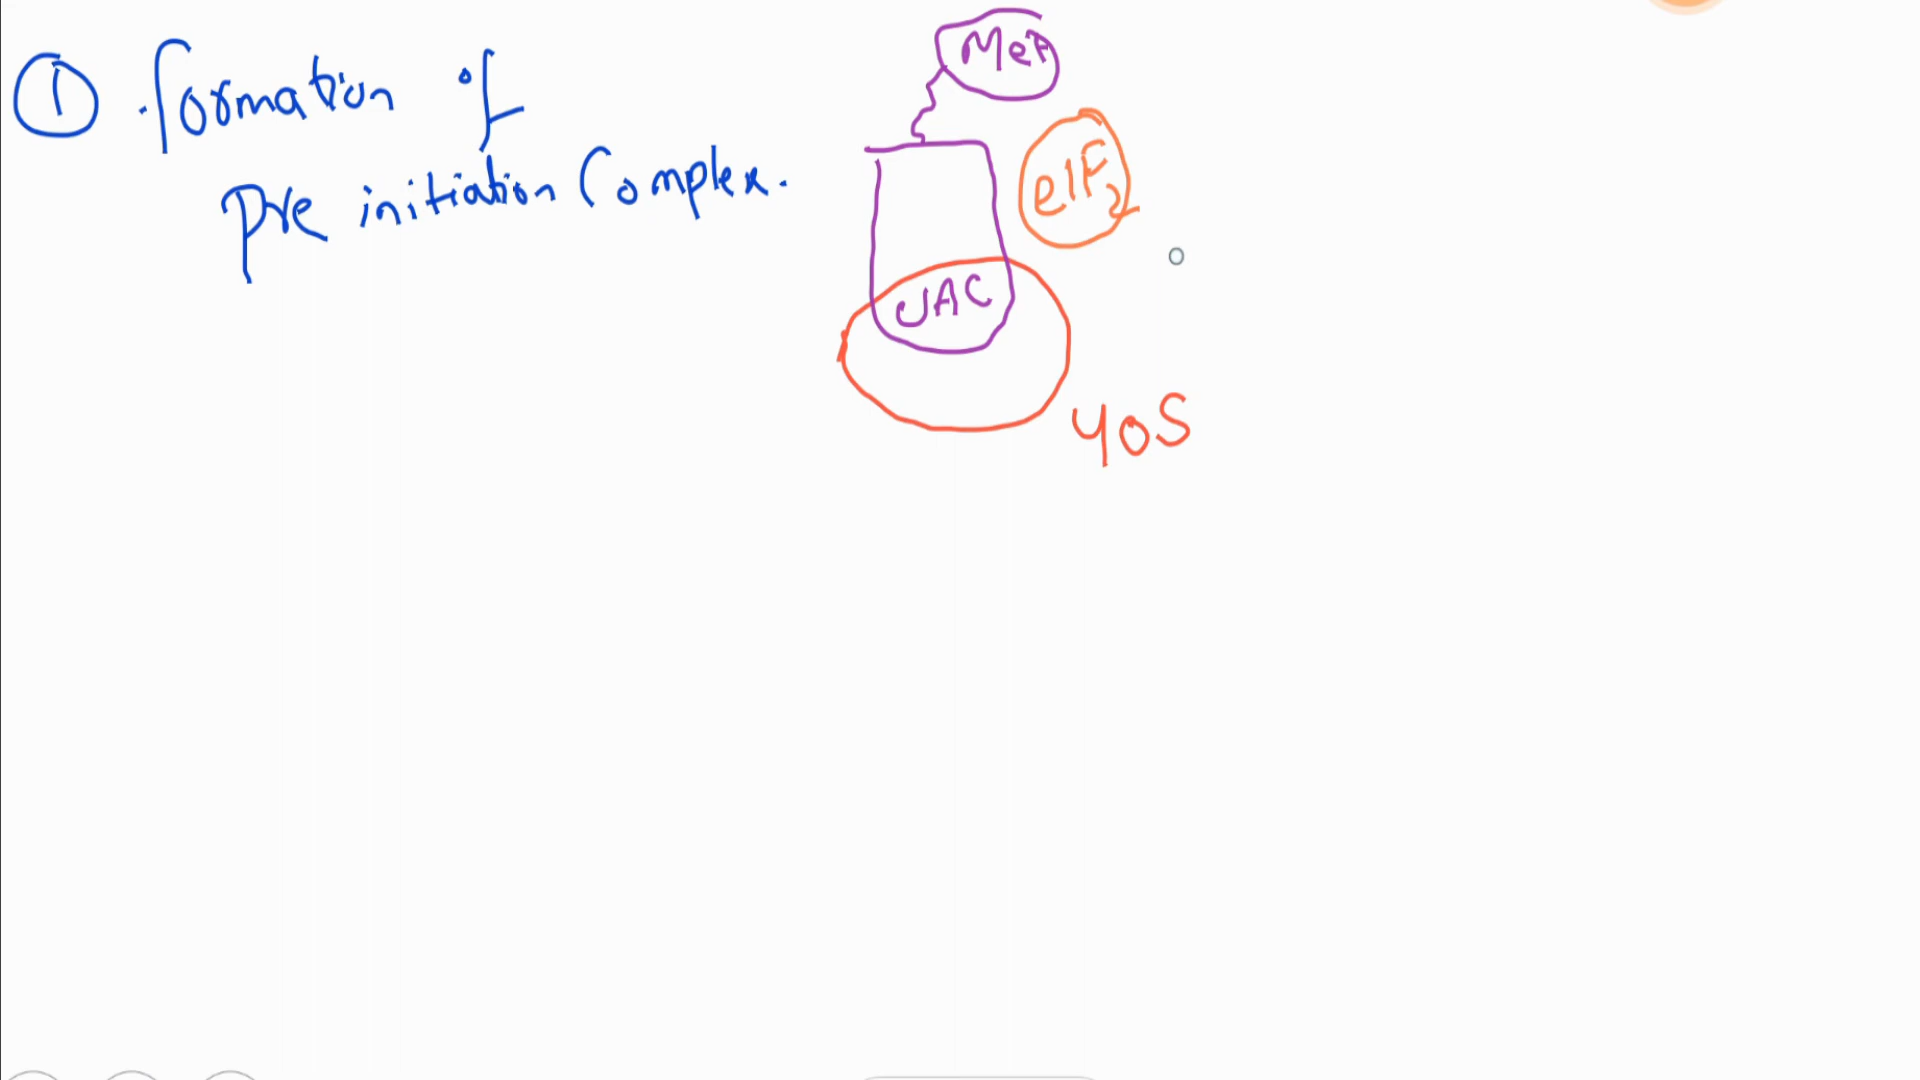 ① formation of
Pre initiation Complex.
Met
eIF2
UAC
40S